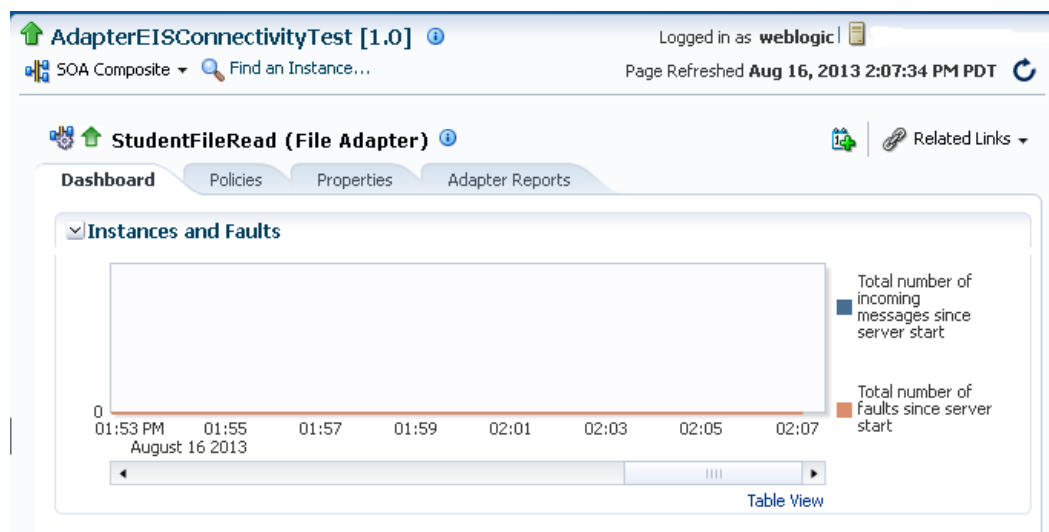 AdapterEISConnectivityTest [1.0]
Logged in as weblogic
SOA Composite
Find an Instance...
Page Refreshed Aug 16, 2013 2:07:34 PM PDT
StudentFileRead (File Adapter)
Related Links
Dashboard
Policies
Properties
Adapter Reports
Instances and Faults
Total number of
incoming
messages since
server start
Total number of
faults since server
start
0
01:53 PM
01:55
01:57
01:59
02:01
02:03
02:05
02:07
August 16 2013
Table View